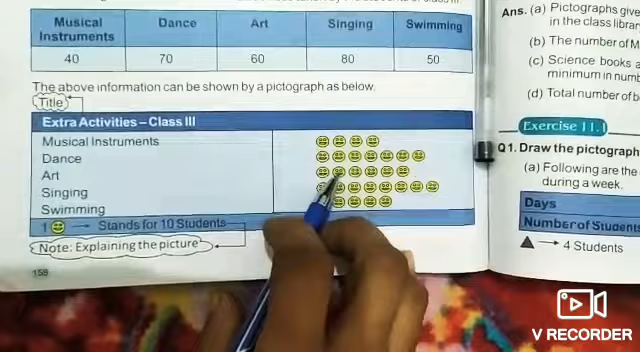 Musical Instruments Dance Art Singing Swimming
40 70 60 80 50
The above information can be shown by a pictograph as below.
Title
Extra Activities – Class III
Musical Instruments
Dance
Art
Singing
Swimming
1 → Stands for 10 Students
Note: Explaining the picture
158
Ans. (a) Pictographs give
in the class
(b) The number of M
(c) Science books a
minimum in numb
(d) Total number of b
Exercise 11.1
Q1. Draw the pictograph
(a) Following are the
during a week.
Days
Number of Students
→ 4 Students
V RECORDER